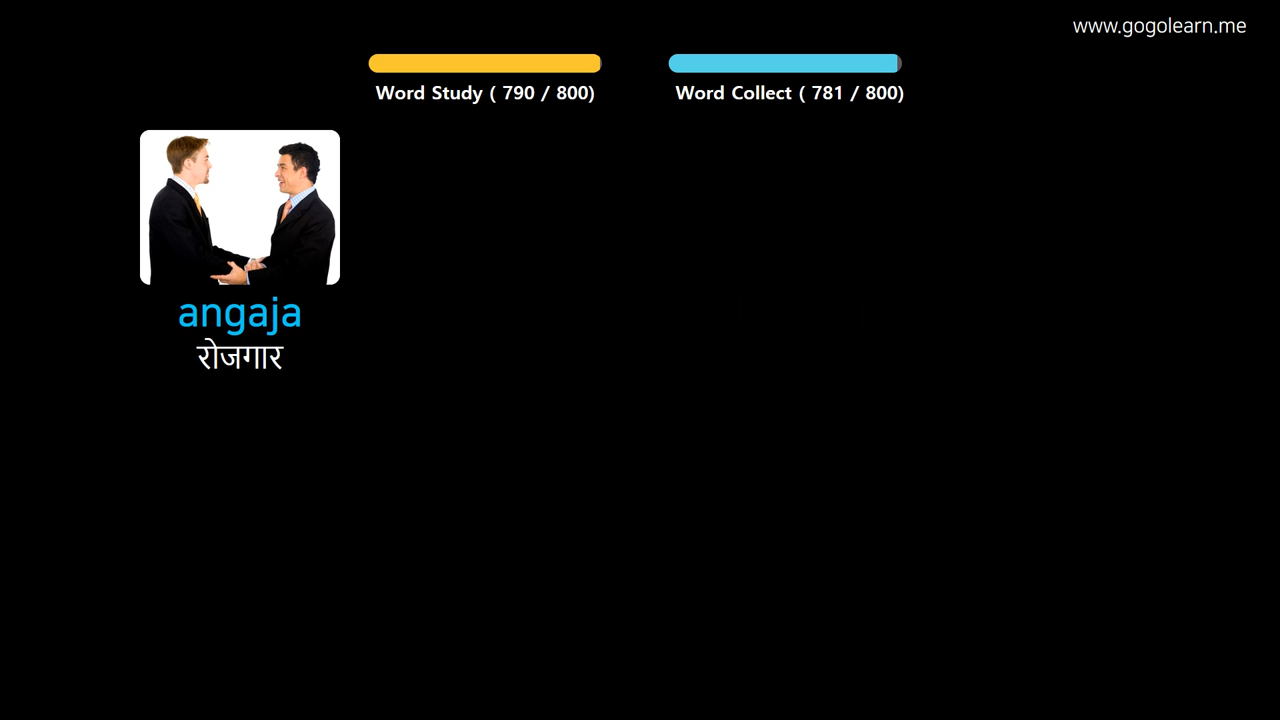 www.gogolearn.me
Word Study ( 790 / 800)
Word Collect ( 781 / 800)
angaja
रोजगार